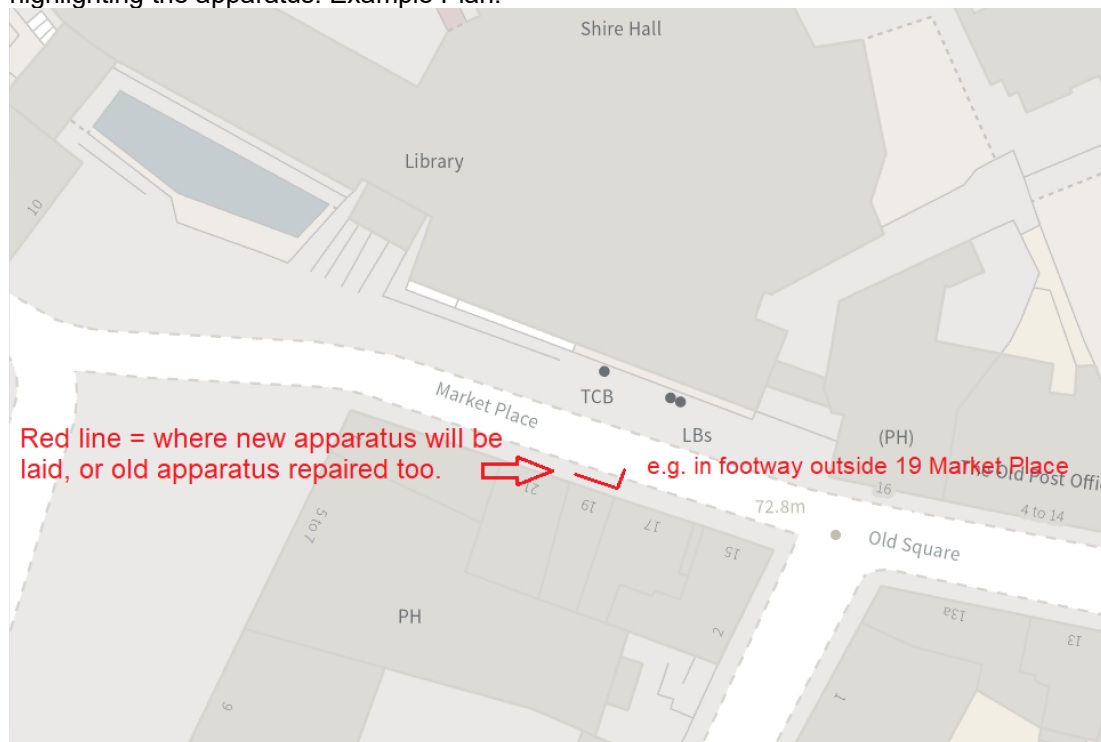 highlighting the apparatus. Example Plan:
Shire Hall
Library
10
Market Place
TCB
LBs
(PH)
Red line = where new apparatus will be
laid, or old apparatus repaired too.
e.g. in footway outside 19 Market Place
The Old Post Offi
16
4 to 14
21
19
17
15
72.8m
Old Square
5 to 7
PH
2
13a
13
9
1